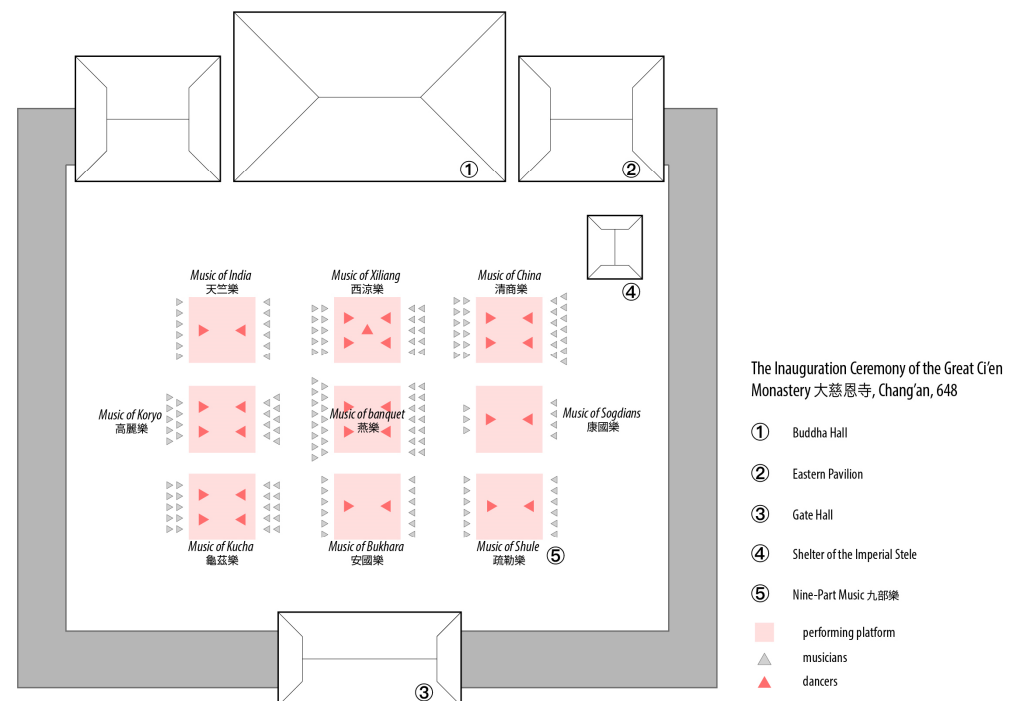 ①
②
④
Music of India
天竺樂
Music of Xiliang
西涼樂
Music of China
清商樂
Music of Koryo
高麗樂
Music of banquet
燕樂
Music of Sogdians
康國樂
Music of Kucha
龜茲樂
Music of Bukhara
安國樂
Music of Shule
疏勒樂
⑤
③
The Inauguration Ceremony of the Great Ci'en
Monastery 大慈恩寺, Chang'an, 648
① Buddha Hall
② Eastern Pavilion
③ Gate Hall
④ Shelter of the Imperial Stele
⑤ Nine-Part Music 九部樂
performing platform
musicians
dancers